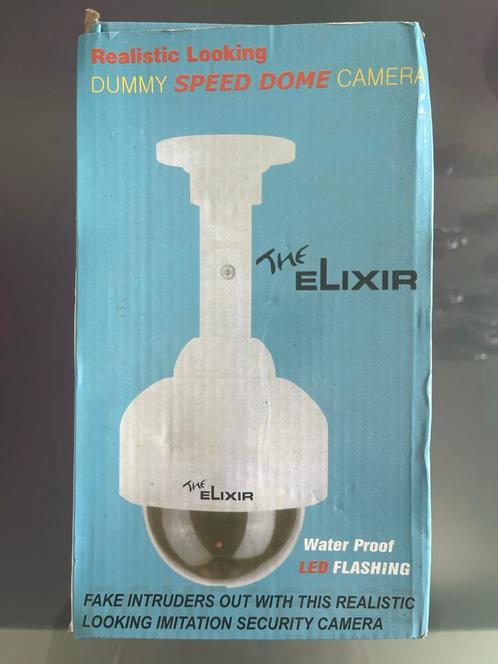 Realistic Looking
DUMMY SPEED DOME CAMERA
THE
eLIXIR
THE
eLIXIR
Water Proof
LED FLASHING
FAKE INTRUDERS OUT WITH THIS REALISTIC
LOOKING IMITATION SECURITY CAMERA